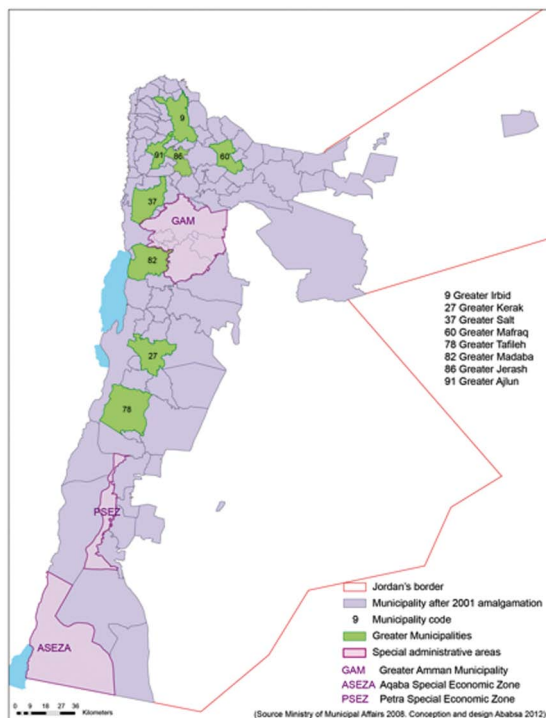 9
91
86
60
37
GAM
82
9 Greater Irbid
27 Greater Kerak
37 Greater Salt
60 Greater Mafraq
78 Greater Tafileh
82 Greater Madaba
86 Greater Jerash
91 Greater Ajlun
27
78
PSEZ
ASEZA
Jordan's border
Municipality after 2001 amalgamation
9 Municipality code
Greater Municipalities
Special administrative areas
GAM Greater Amman Municipality
ASEZA Aqaba Special Economic Zone
PSEZ Petra Special Economic Zone
0 9 18 27 36 Kilometers
(Source Ministry of Municipal Affairs 2008. Conception and design Ababsa 2012)